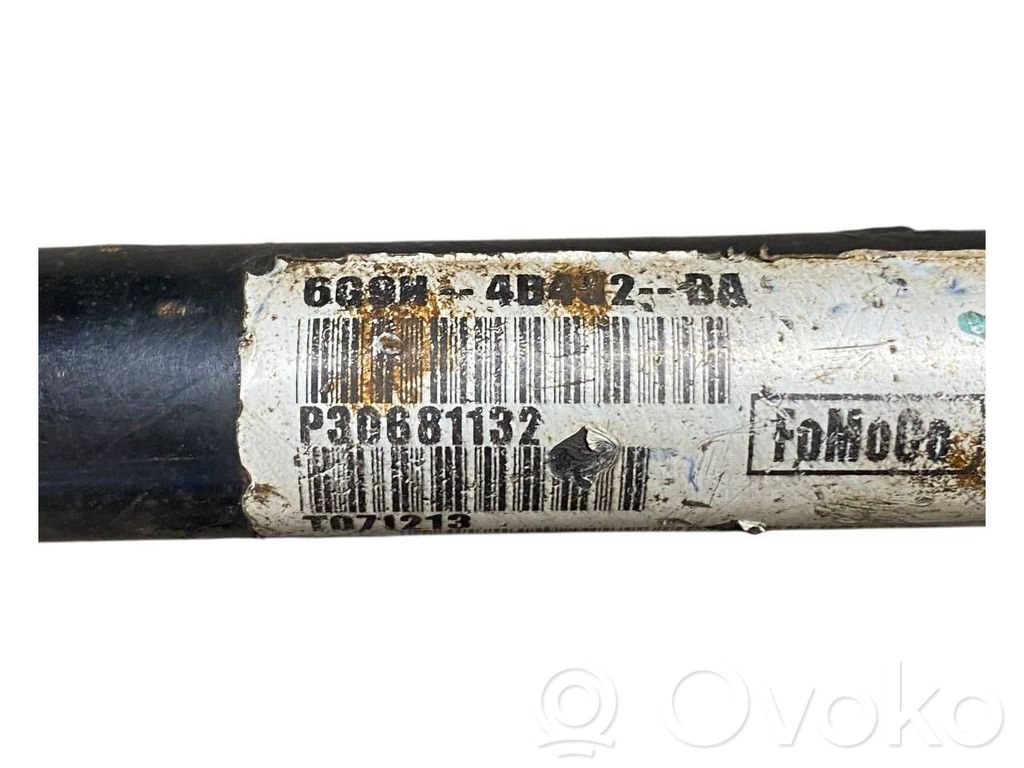 6G9N--4B432--BA
P30681132
FoMoCo
T071213
Ovoko